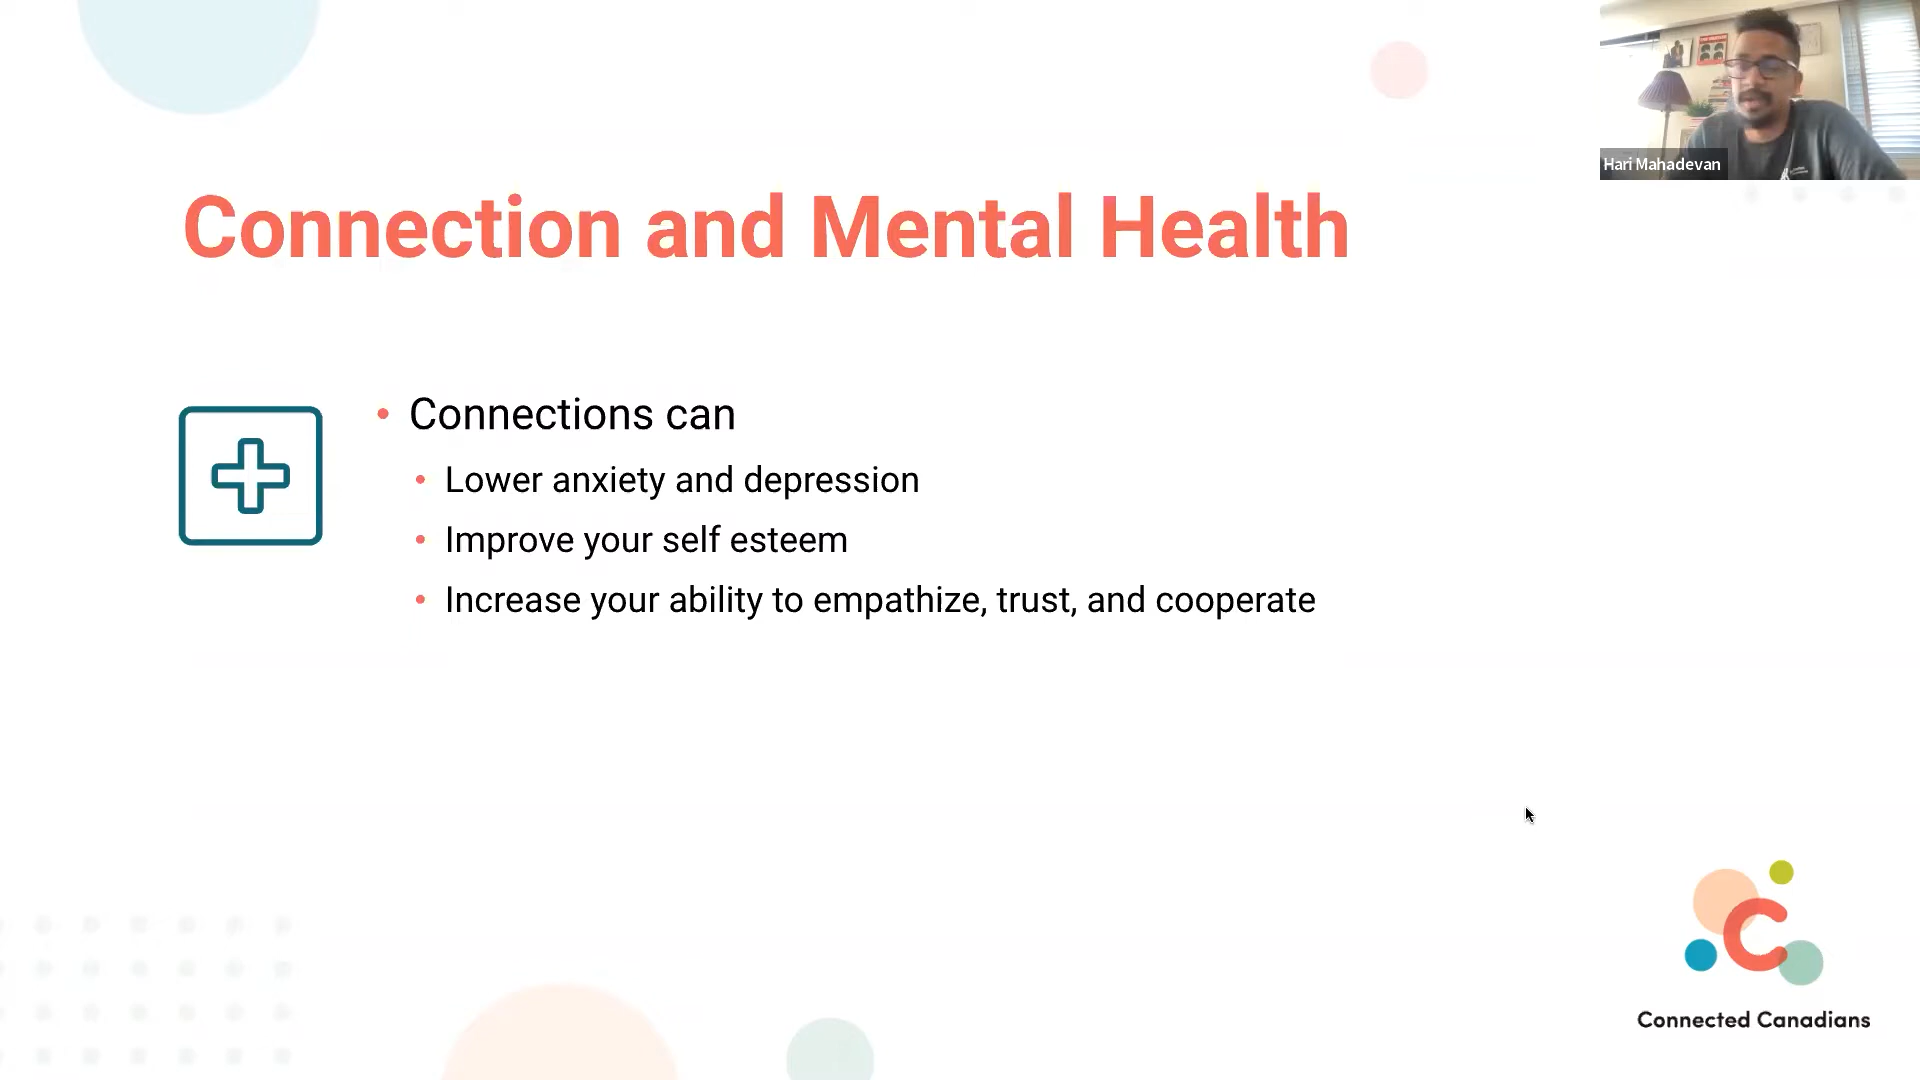 Hari Mahadevan
Connection and Mental Health
• Connections can
• Lower anxiety and depression
• Improve your self esteem
• Increase your ability to empathize, trust, and cooperate
C
Connected Canadians